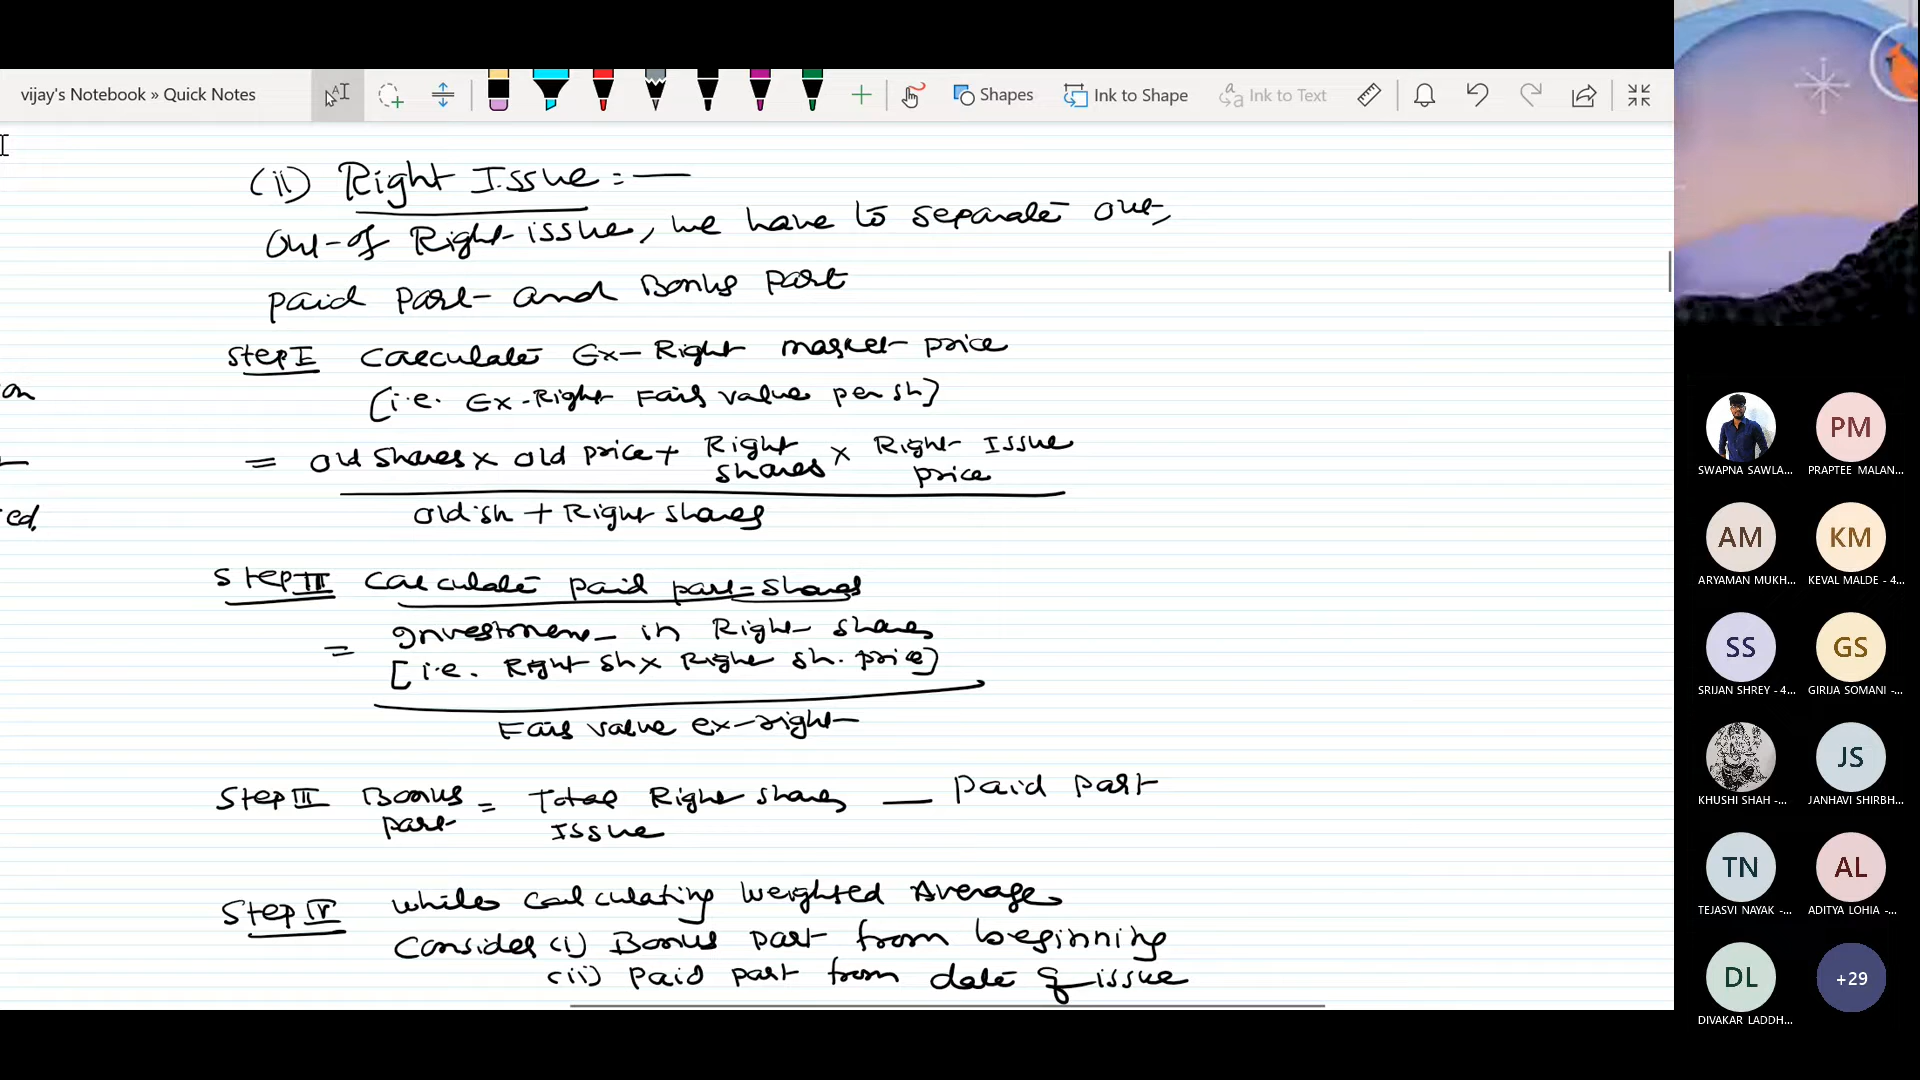 vijay's Notebook » Quick Notes
Shapes
Ink to Shape
Ink to Text
(ii) Right Issue :—
Out of Right issue, we have to separate out,
paid part and Bonus part
Step I Calculate Ex-Right market price
[i.e. Ex-Right Fair value per sh]
= old shares x old price + Right shares x Right Issue price
old sh + Right shares
on
ed.
Step II Calculate paid part = shares
= Investment in Right shares
[i.e. Right sh x Right sh. price]
Fair value ex-right
Step III Bonus part = Total Right shares Issue — Paid part
Step IV while calculating Weighted Average
Consider (i) Bonus part from beginning
(ii) paid part from date of issue
SWAPNA SAWLA...
PM
PRAPTEE MALAN...
AM
ARYAMAN MUKH...
KM
KEVAL MALDE - 4...
SS
SRIJAN SHREY - 4...
GS
GIRIJA SOMANI -...
KHUSHI SHAH -...
JS
JANHAVI SHIRBH...
TN
TEJASVI NAYAK -...
AL
ADITYA LOHIA -...
DL
DIVAKAR LADDH...
+29